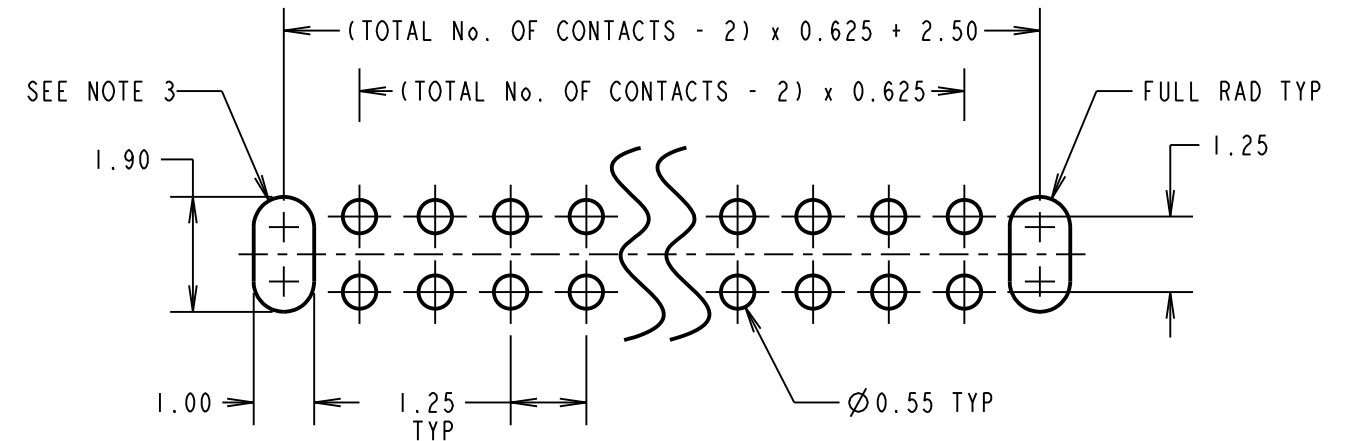 (TOTAL No. OF CONTACTS - 2) x 0.625 + 2.50
SEE NOTE 3
(TOTAL No. OF CONTACTS - 2) x 0.625
FULL RAD TYP
1.90
1.25
1.00
1.25
TYP
Ø0.55 TYP